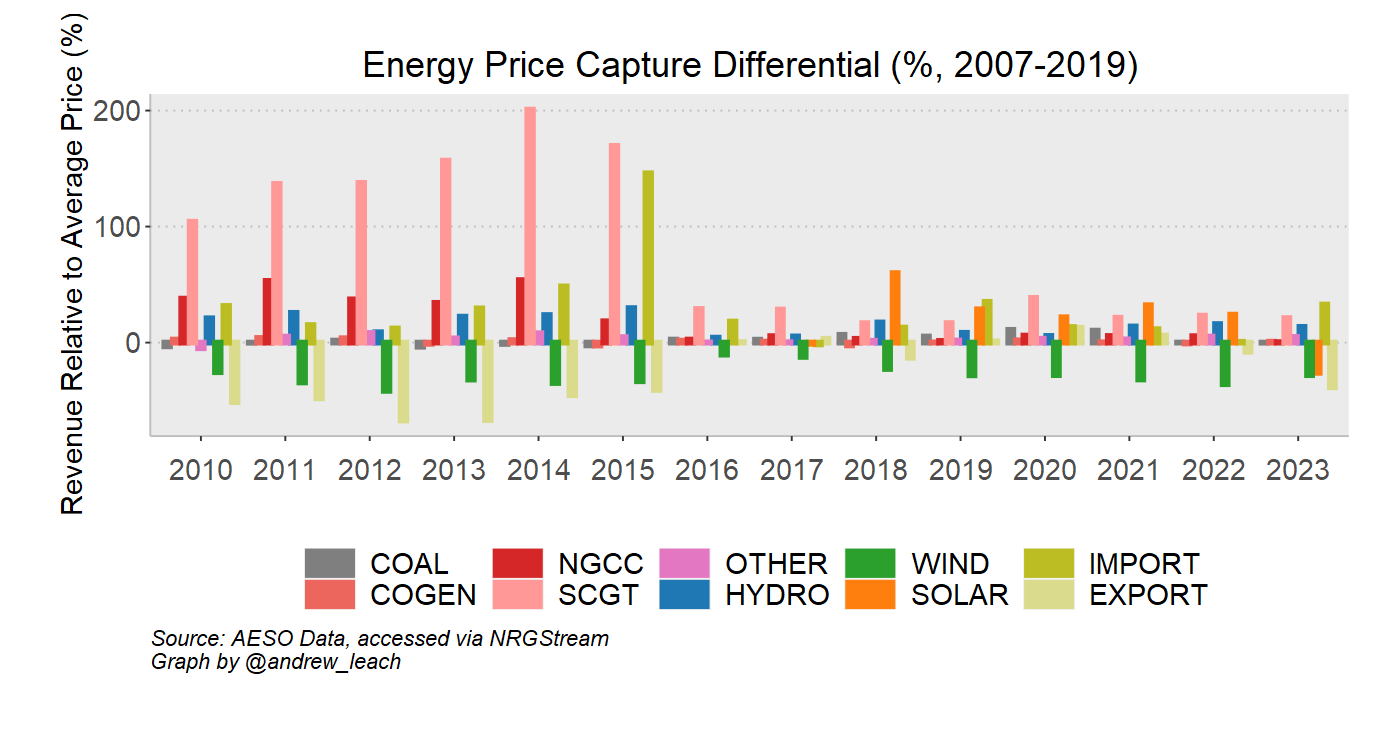 Energy Price Capture Differential (%, 2007-2019)
Revenue Relative to Average Price (%)
200
100
0
2010 2011 2012 2013 2014 2015 2016 2017 2018 2019 2020 2021 2022 2023
COAL NGCC OTHER WIND IMPORT
COGEN SCGT HYDRO SOLAR EXPORT
Source: AESO Data, accessed via NRGStream
Graph by @andrew_leach